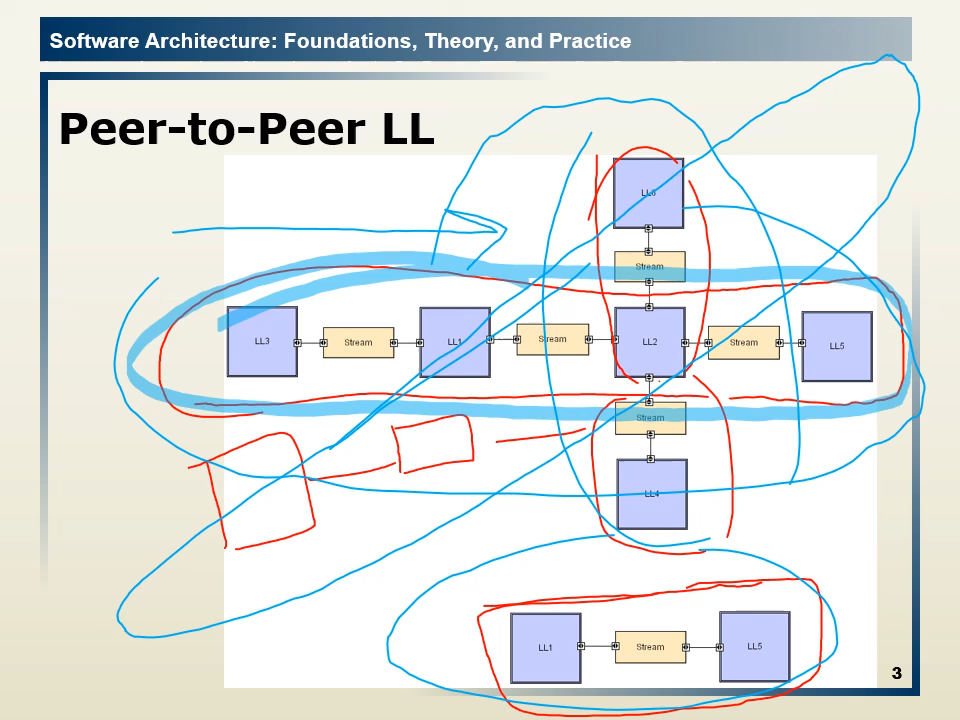 Software Architecture: Foundations, Theory, and Practice
Peer-to-Peer LL
Stream
LL3
Stream
LL1
Stream
LL2
Stream
LL5
Stream
LL4
LL1
Stream
LL5
3